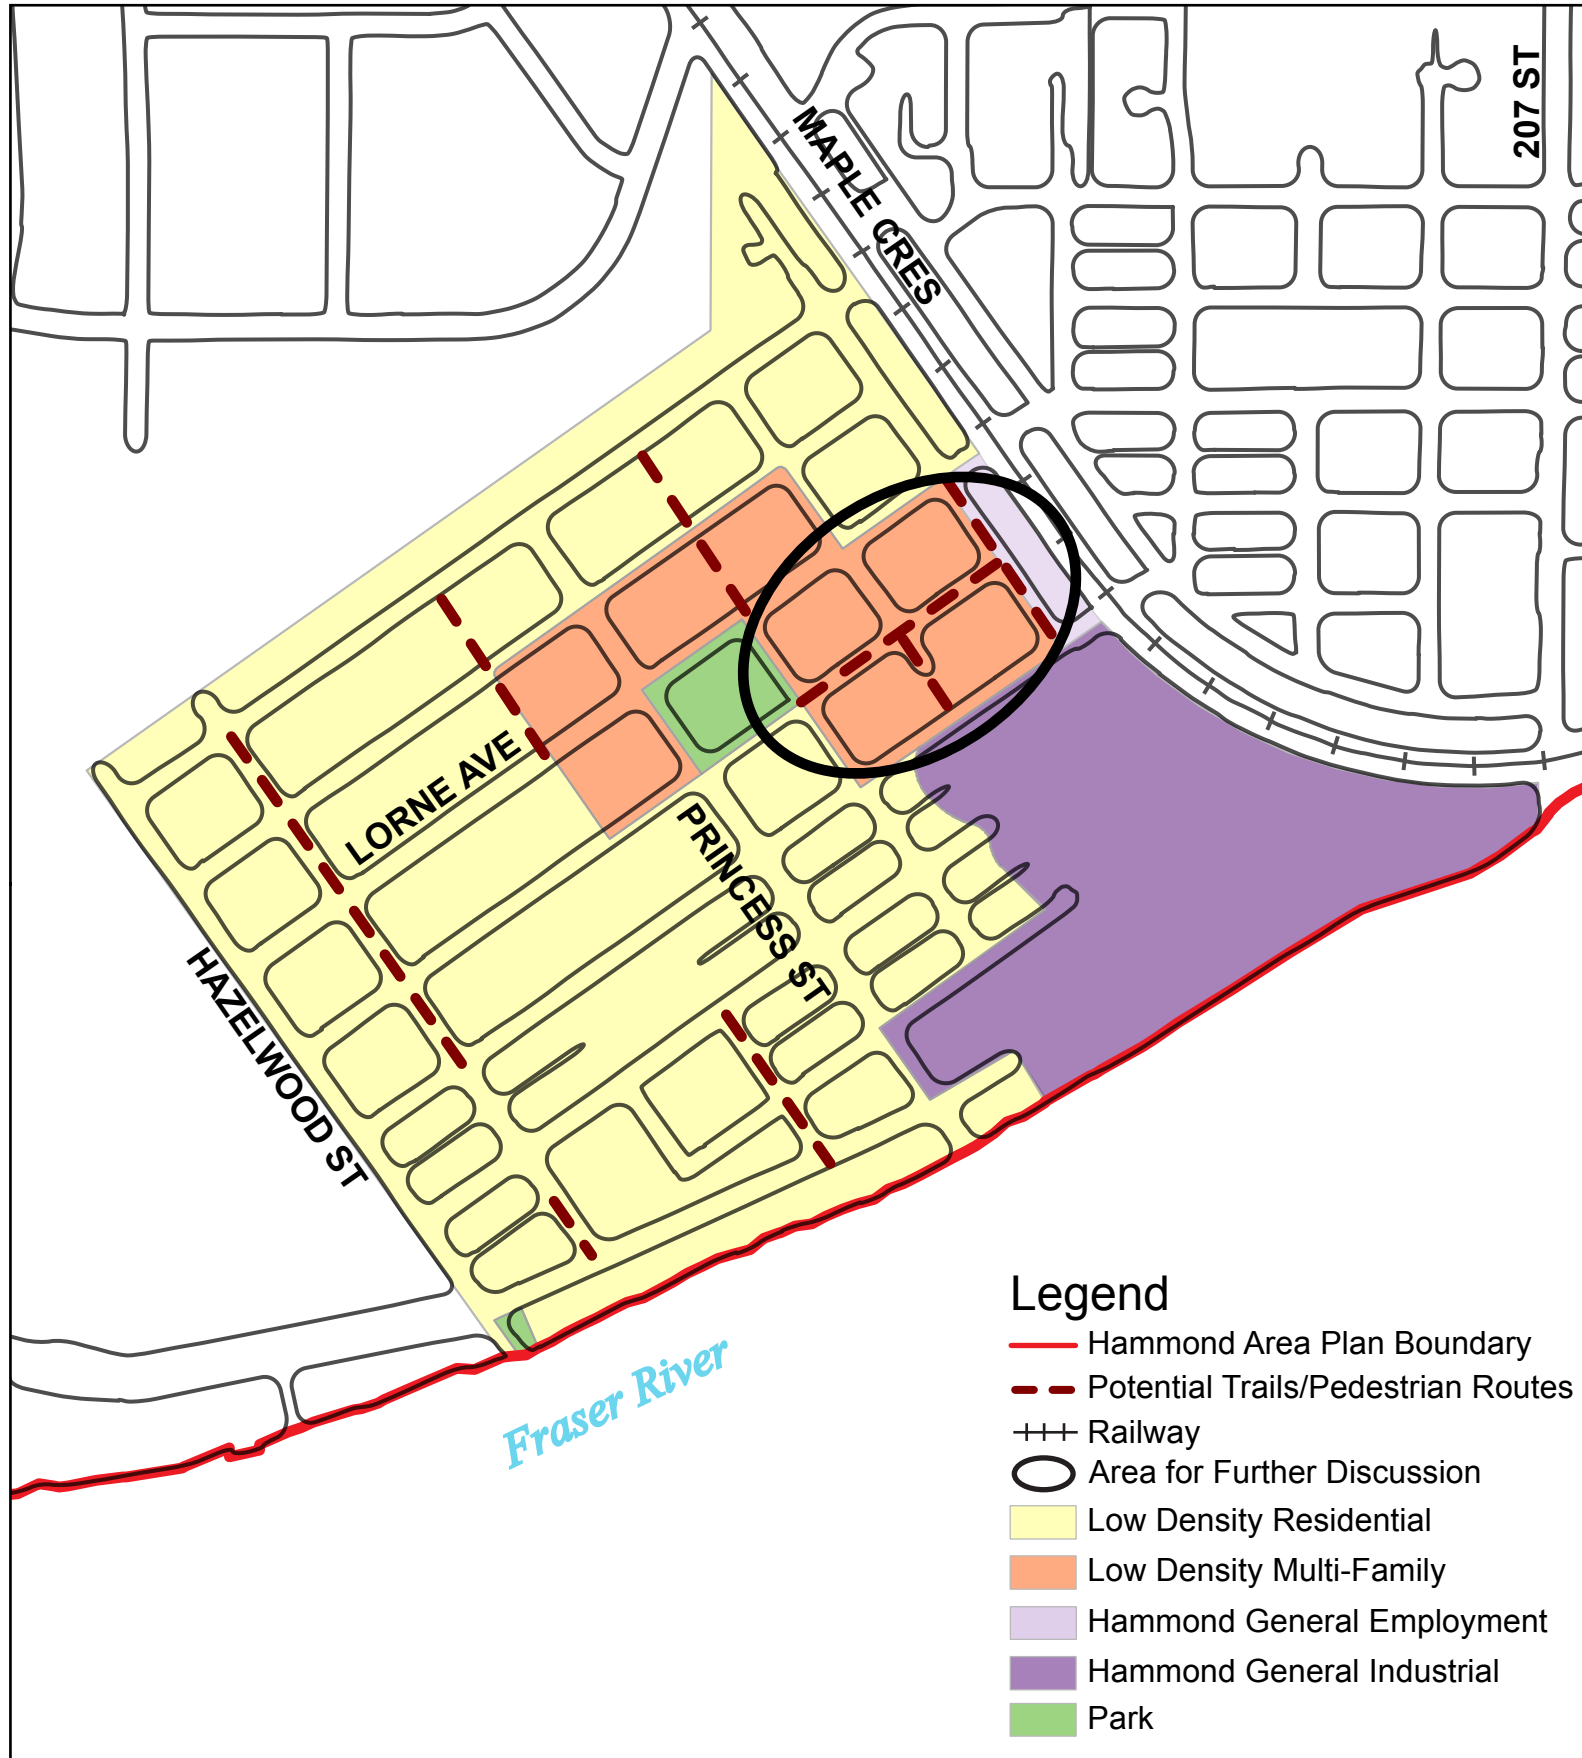 207 ST
MAPLE CRES
LORNE AVE
PRINCESS ST
HAZELWOOD ST
Fraser River
Legend
Hammond Area Plan Boundary
Potential Trails/Pedestrian Routes
Railway
Area for Further Discussion
Low Density Residential
Low Density Multi-Family
Hammond General Employment
Hammond General Industrial
Park